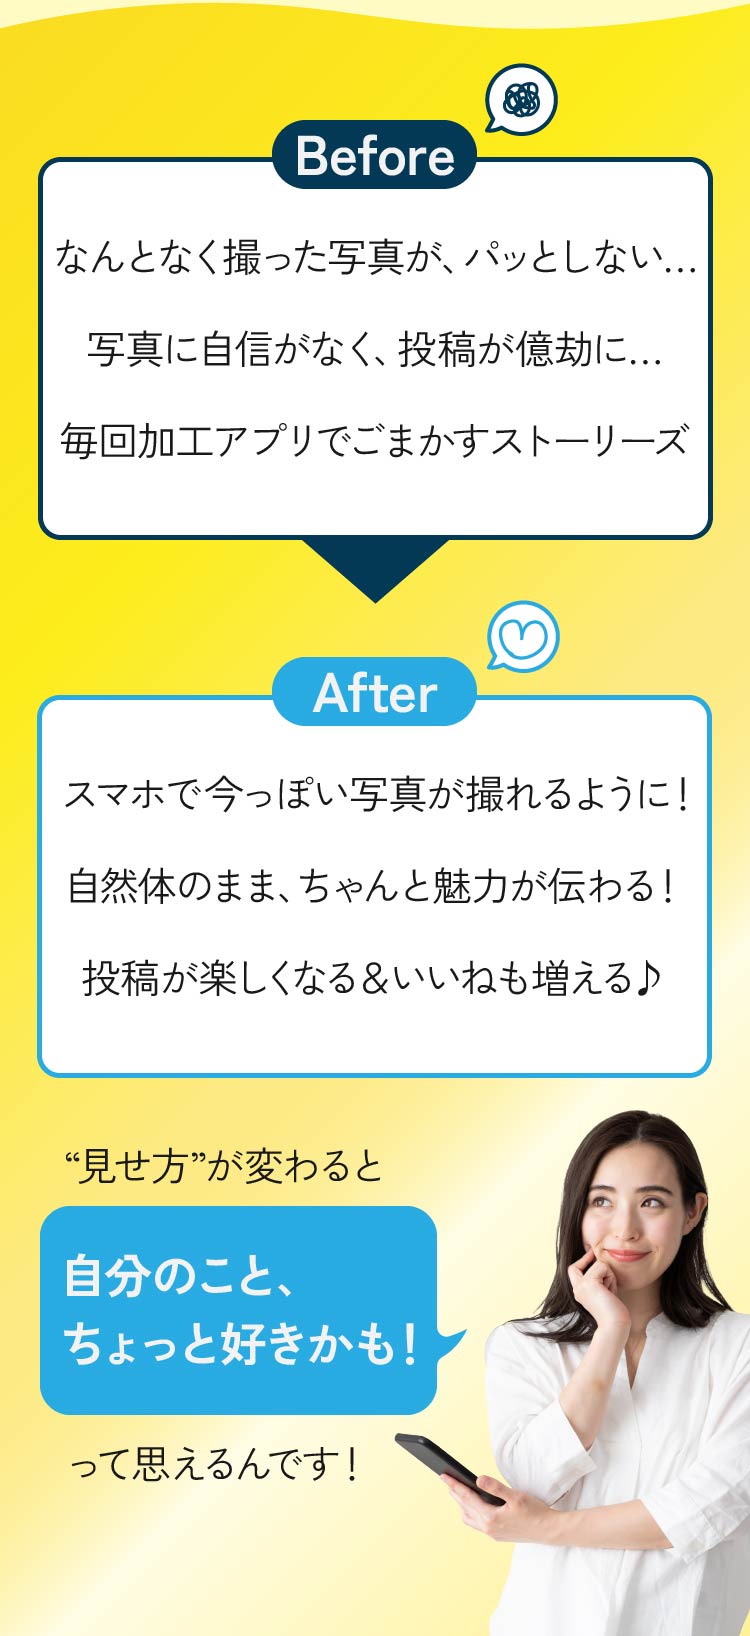 Before
なんとなく撮った写真が、パッとしない…
写真に自信がなく、投稿が億劫に…
毎回加工アプリでごまかすストーリーズ
After
スマホで今っぽい写真が撮れるように！
自然体のまま、ちゃんと魅力が伝わる！
投稿が楽しくなる＆いいねも増える♪
“見せ方”が変わると
自分のこと、
ちょっと好きかも！
って思えるんです！